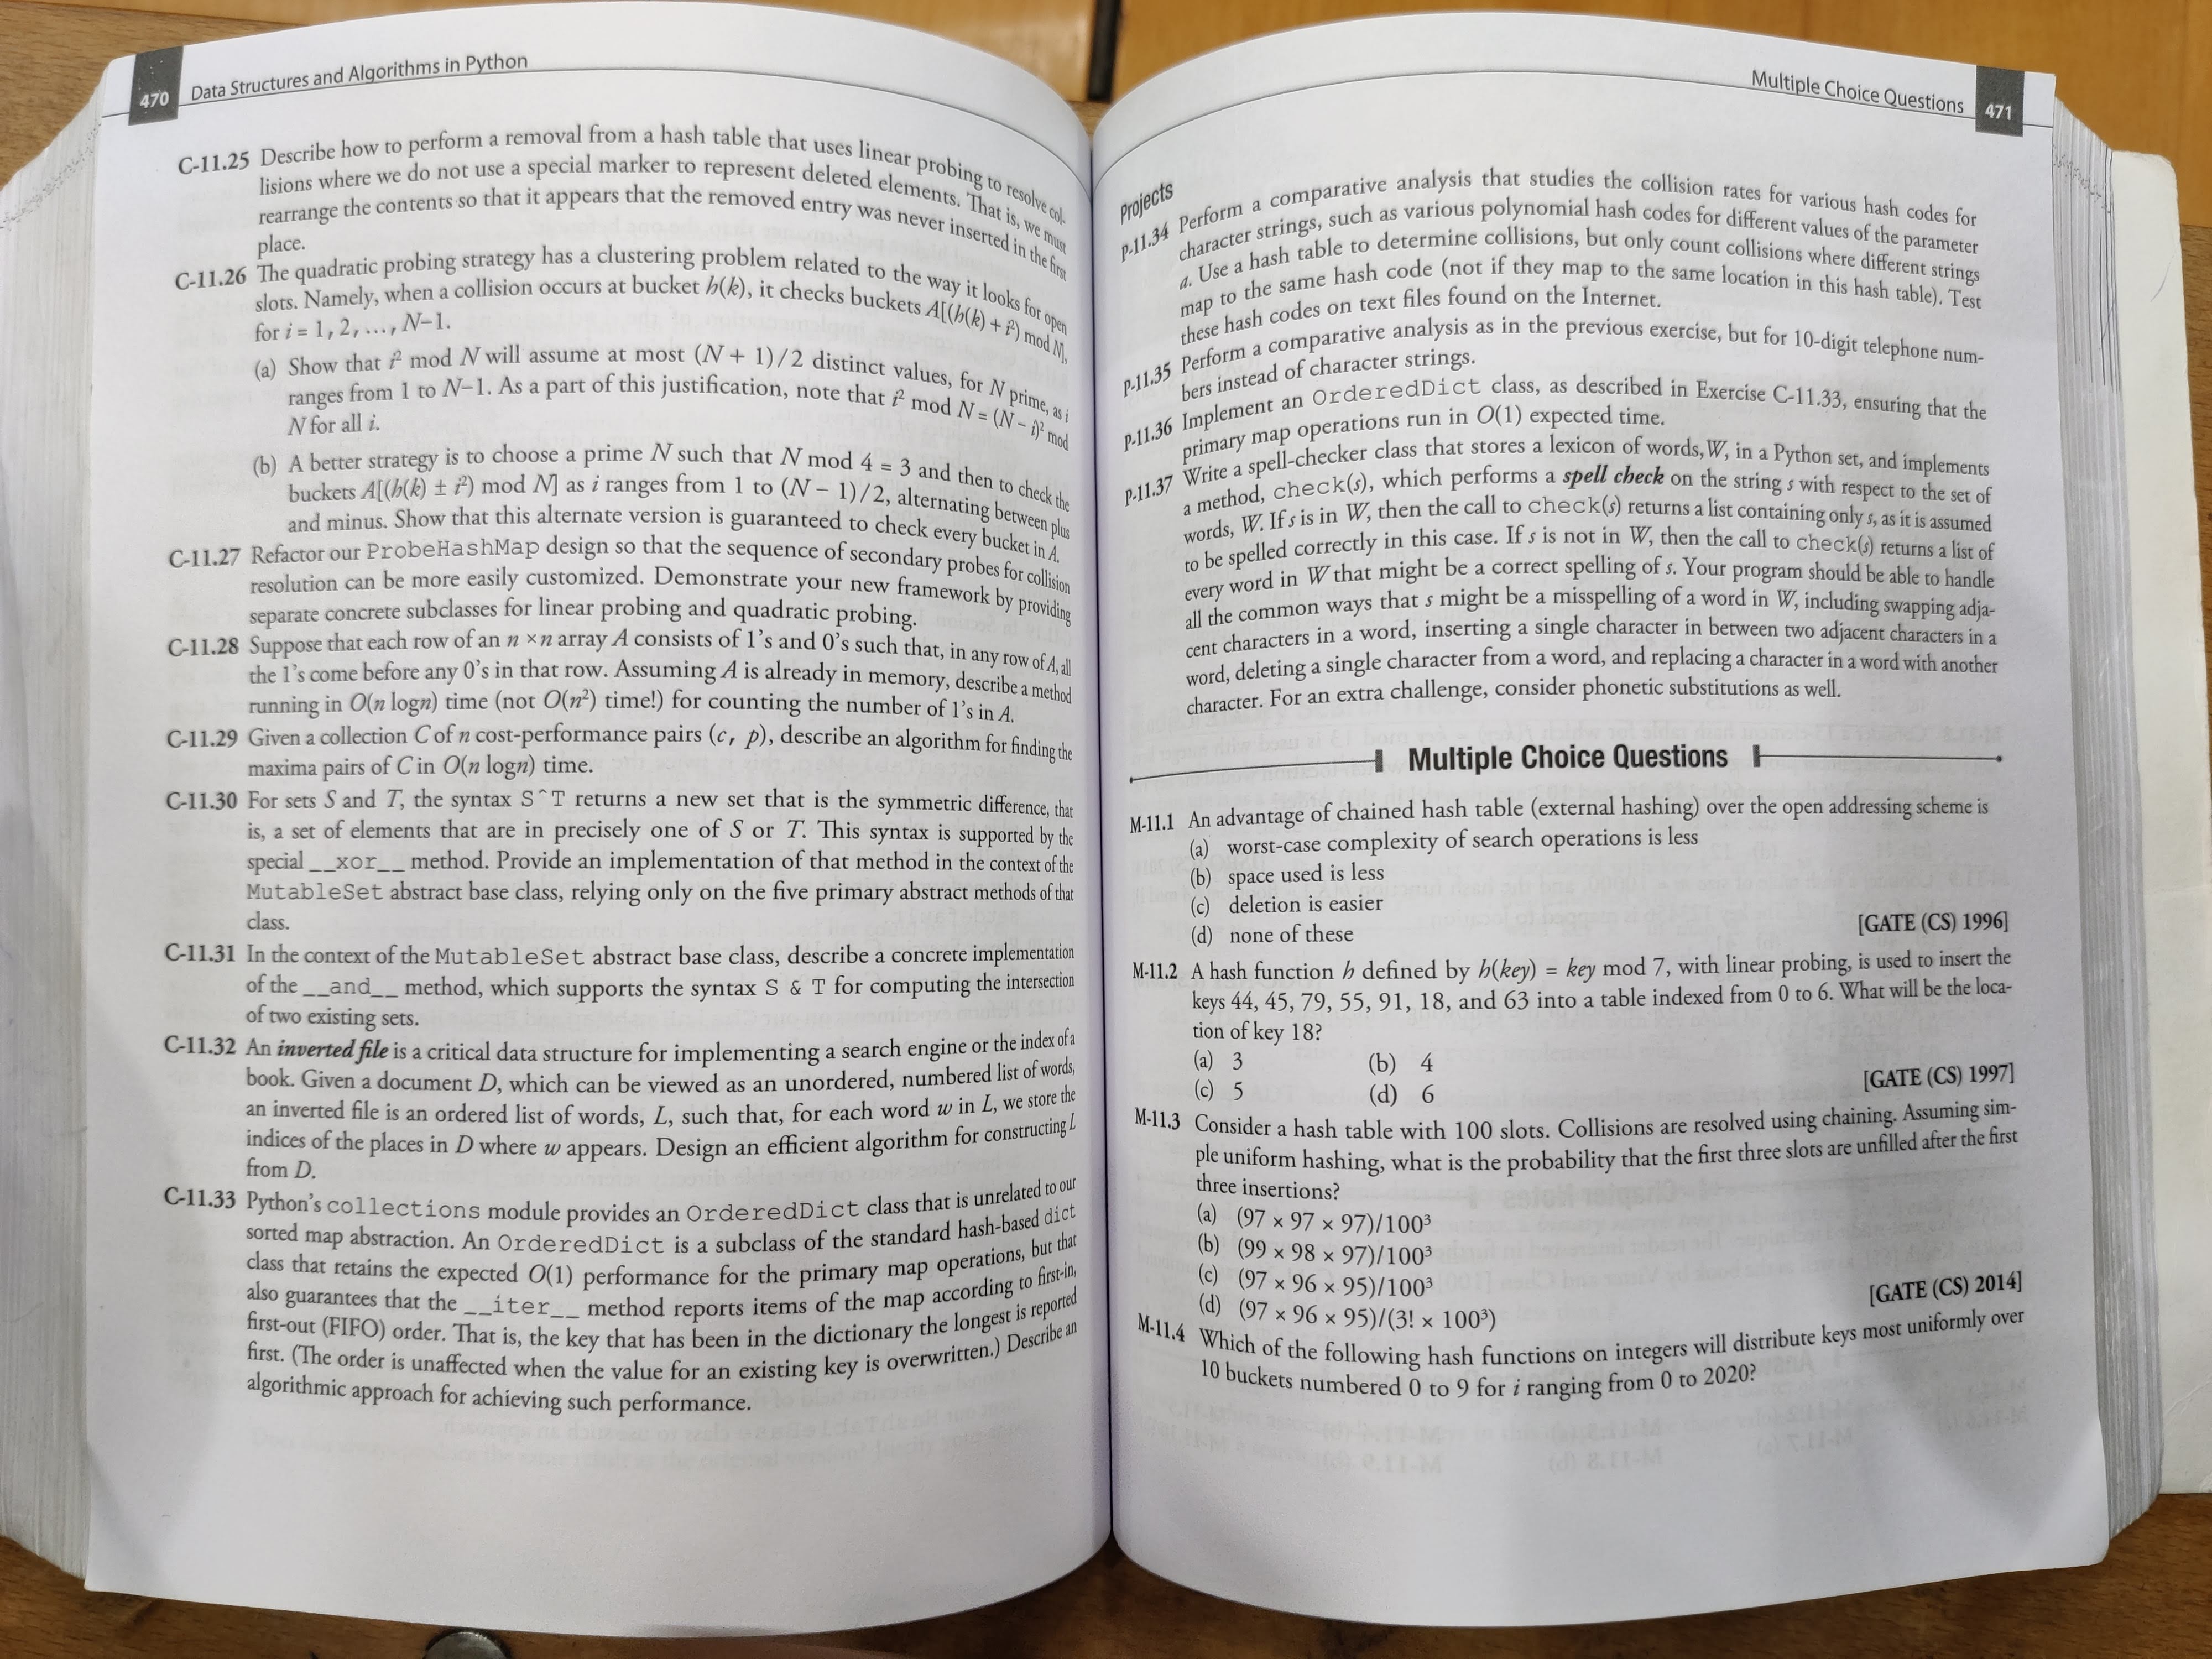 470 Data Structures and Algorithms in Python
C-11.25 Describe how to perform a removal from a hash table that uses linear probing to resolve col-
lisions where we do not use a special marker to represent deleted elements. That is, we must
rearrange the contents so that it appears that the removed entry was never inserted in the first
place.
C-11.26 The quadratic probing strategy has a clustering problem related to the way it looks for open
slots. Namely, when a collision occurs at bucket h(k), it checks buckets A[(h(k) + i²) mod N],
for i = 1, 2, ..., N−1.
(a) Show that i² mod N will assume at most (N + 1)/2 distinct values, for N prime, as i
ranges from 1 to N−1. As a part of this justification, note that i² mod N = (N − i)² mod
N for all i.
(b) A better strategy is to choose a prime N such that N mod 4 = 3 and then to check the
buckets A[(h(k) ± i²) mod N] as i ranges from 1 to (N − 1)/2, alternating between plus
and minus. Show that this alternate version is guaranteed to check every bucket in A.
C-11.27 Refactor our ProbeHashMap design so that the sequence of secondary probes for collision
resolution can be more easily customized. Demonstrate your new framework by providing
separate concrete subclasses for linear probing and quadratic probing.
C-11.28 Suppose that each row of an n ×n array A consists of 1's and 0's such that, in any row of A, all
the 1's come before any 0's in that row. Assuming A is already in memory, describe a method
running in O(n logn) time (not O(n²) time!) for counting the number of 1's in A.
C-11.29 Given a collection C of n cost-performance pairs (c, p), describe an algorithm for finding the
maxima pairs of C in O(n logn) time.
C-11.30 For sets S and T, the syntax S^T returns a new set that is the symmetric difference, that
is, a set of elements that are in precisely one of S or T. This syntax is supported by the
special __xor__ method. Provide an implementation of that method in the context of the
MutableSet abstract base class, relying only on the five primary abstract methods of that
class.
C-11.31 In the context of the MutableSet abstract base class, describe a concrete implementation
of the __and__ method, which supports the syntax S & T for computing the intersection
of two existing sets.
C-11.32 An inverted file is a critical data structure for implementing a search engine or the index of a
book. Given a document D, which can be viewed as an unordered, numbered list of words,
an inverted file is an ordered list of words, L, such that, for each word w in L, we store the
indices of the places in D where w appears. Design an efficient algorithm for constructing L
from D.
C-11.33 Python's collections module provides an OrderedDict class that is unrelated to our
sorted map abstraction. An OrderedDict is a subclass of the standard hash-based dict
class that retains the expected O(1) performance for the primary map operations, but that
also guarantees that the __iter__ method reports items of the map according to first-in,
first-out (FIFO) order. That is, the key that has been in the dictionary the longest is reported
first. (The order is unaffected when the value for an existing key is overwritten.) Describe an
algorithmic approach for achieving such performance.
Multiple Choice Questions 471
Projects
P-11.34 Perform a comparative analysis that studies the collision rates for various hash codes for
character strings, such as various polynomial hash codes for different values of the parameter
a. Use a hash table to determine collisions, but only count collisions where different strings
map to the same hash code (not if they map to the same location in this hash table). Test
these hash codes on text files found on the Internet.
P-11.35 Perform a comparative analysis as in the previous exercise, but for 10-digit telephone num-
bers instead of character strings.
P-11.36 Implement an OrderedDict class, as described in Exercise C-11.33, ensuring that the
primary map operations run in O(1) expected time.
P-11.37 Write a spell-checker class that stores a lexicon of words, W, in a Python set, and implements
a method, check(s), which performs a spell check on the string s with respect to the set of
words, W. If s is in W, then the call to check(s) returns a list containing only s, as it is assumed
to be spelled correctly in this case. If s is not in W, then the call to check(s) returns a list of
every word in W that might be a correct spelling of s. Your program should be able to handle
all the common ways that s might be a misspelling of a word in W, including swapping adja-
cent characters in a word, inserting a single character in between two adjacent characters in a
word, deleting a single character from a word, and replacing a character in a word with another
character. For an extra challenge, consider phonetic substitutions as well.
Multiple Choice Questions
M-11.1 An advantage of chained hash table (external hashing) over the open addressing scheme is
(a) worst-case complexity of search operations is less
(b) space used is less
(c) deletion is easier
(d) none of these [GATE (CS) 1996]
M-11.2 A hash function h defined by h(key) = key mod 7, with linear probing, is used to insert the
keys 44, 45, 79, 55, 91, 18, and 63 into a table indexed from 0 to 6. What will be the loca-
tion of key 18?
(a) 3 (b) 4
(c) 5 (d) 6 [GATE (CS) 1997]
M-11.3 Consider a hash table with 100 slots. Collisions are resolved using chaining. Assuming sim-
ple uniform hashing, what is the probability that the first three slots are unfilled after the first
three insertions?
(a) (97 × 97 × 97)/100³
(b) (99 × 98 × 97)/100³
(c) (97 × 96 × 95)/100³
(d) (97 × 96 × 95)/(3! × 100³) [GATE (CS) 2014]
M-11.4 Which of the following hash functions on integers will distribute keys most uniformly over
10 buckets numbered 0 to 9 for i ranging from 0 to 2020?